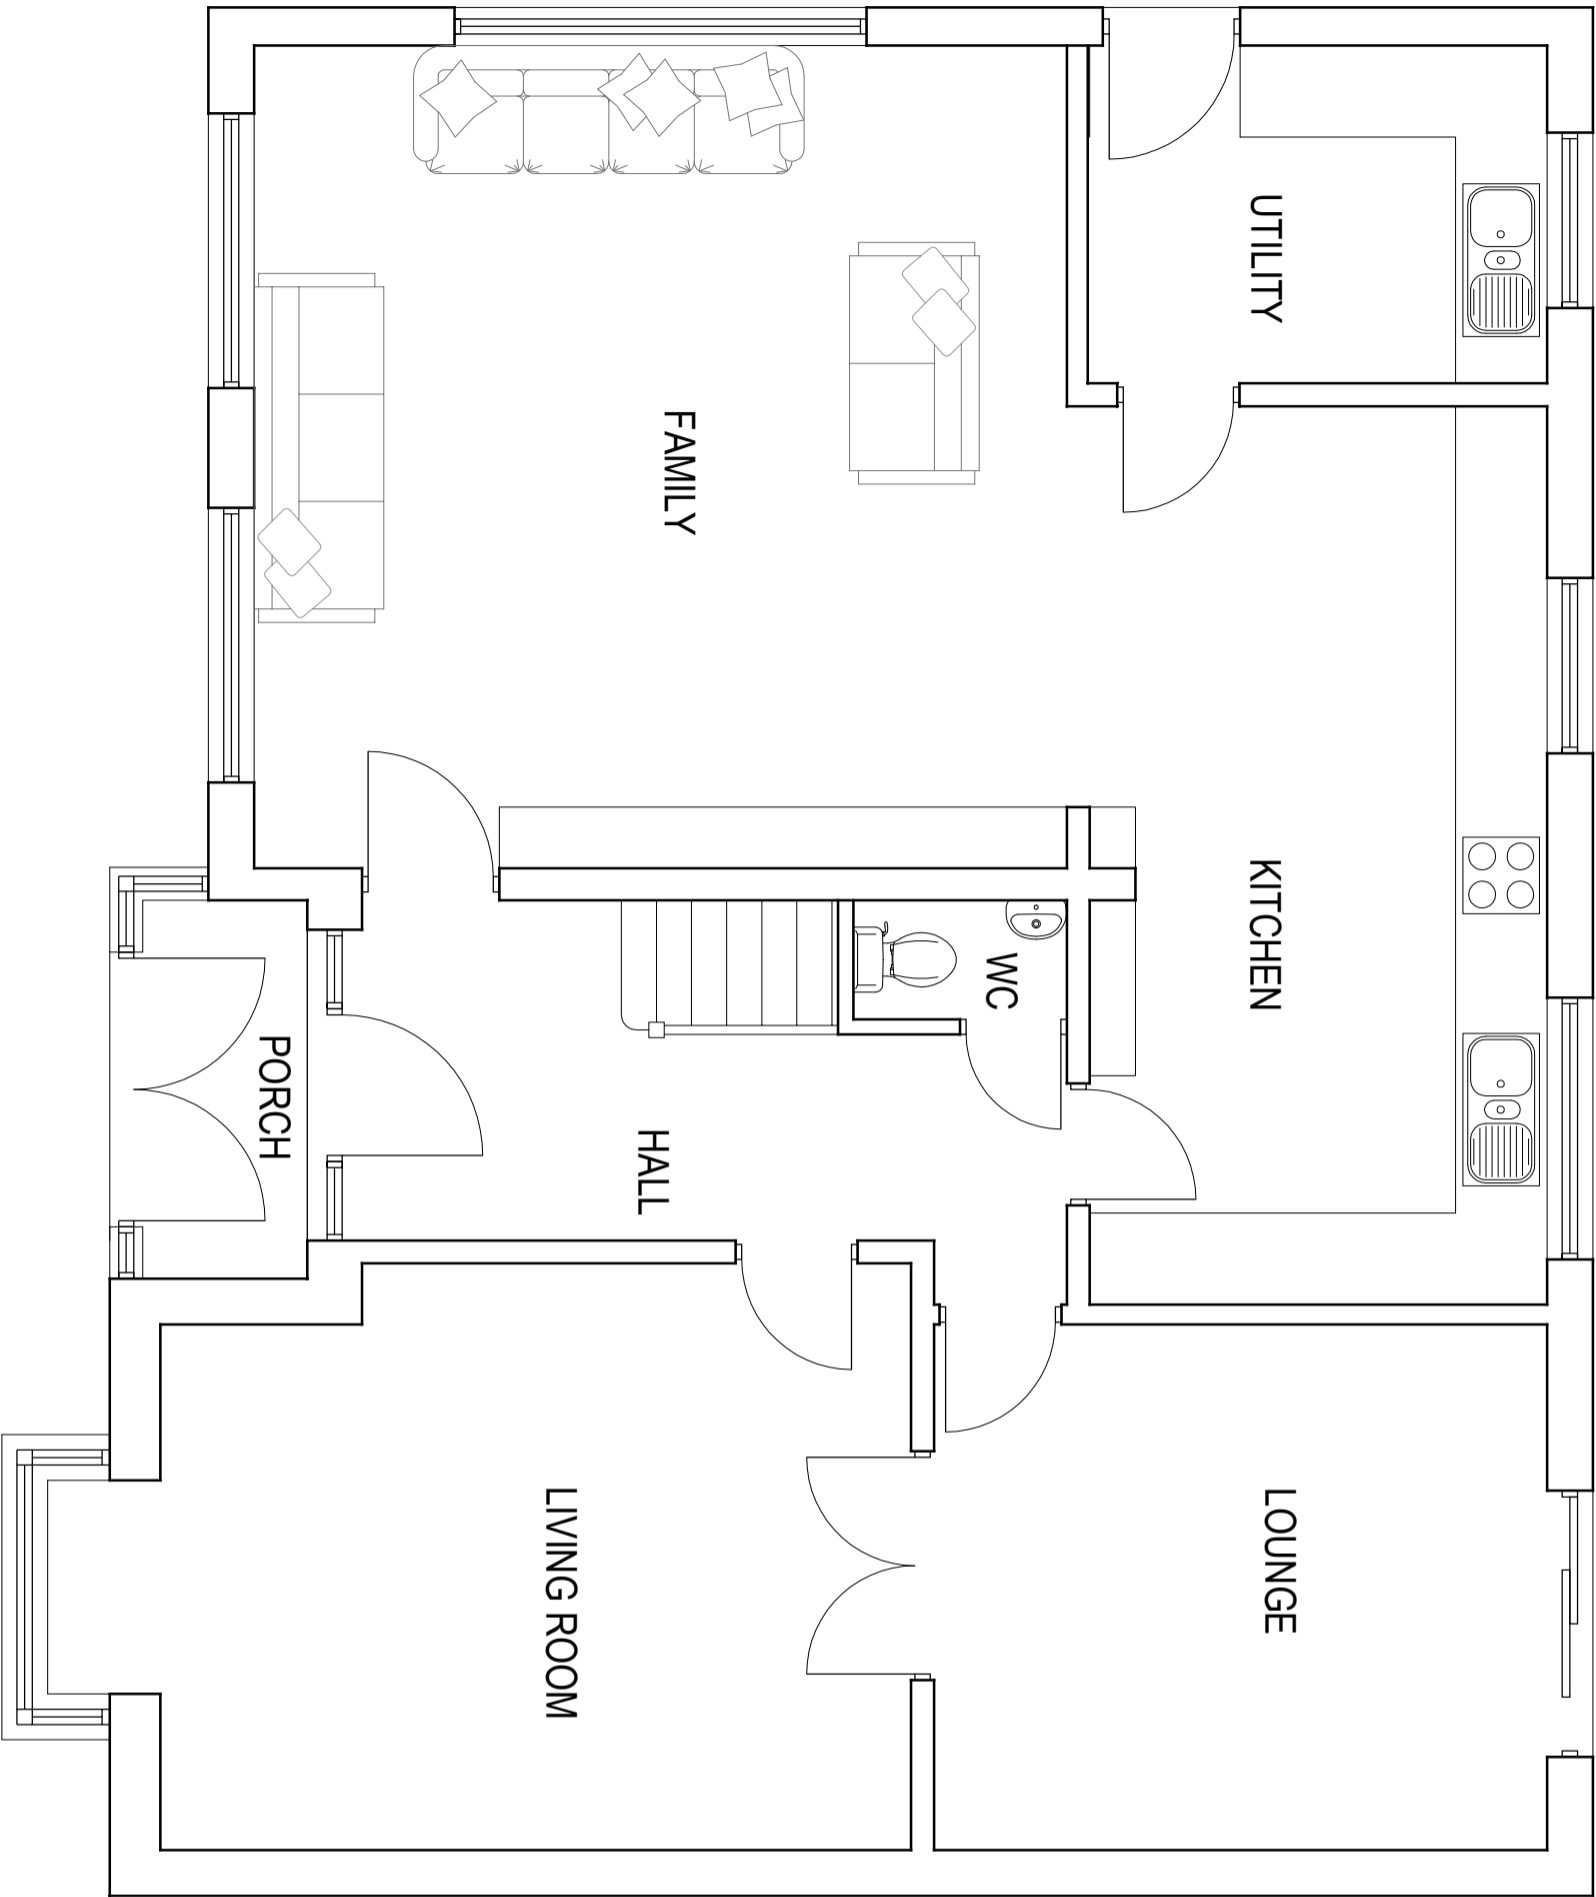 UTILITY
FAMILY
KITCHEN
WC
PORCH
HALL
LIVING ROOM
LOUNGE